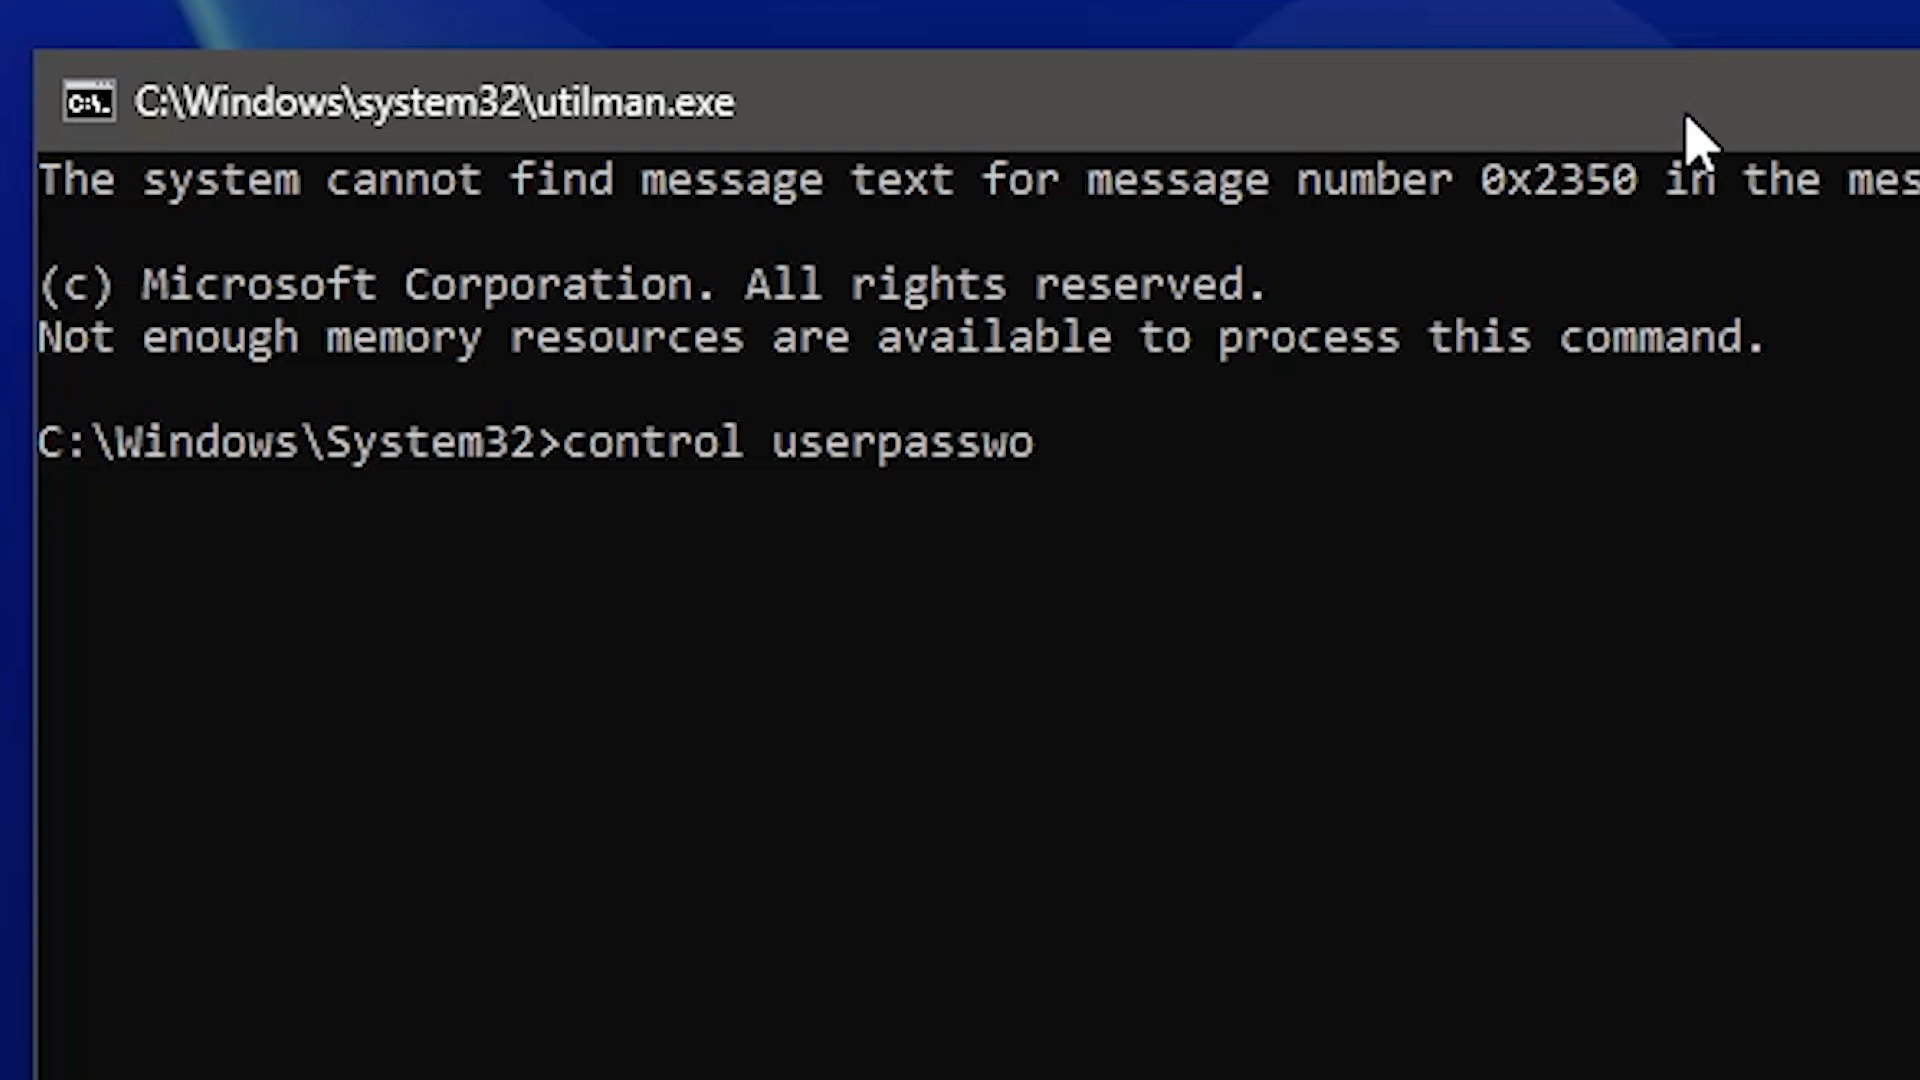 C:\Windows\system32\utilman.exe
The system cannot find message text for message number 0x2350 in the mes
(c) Microsoft Corporation. All rights reserved.
Not enough memory resources are available to process this command.
C:\Windows\System32>control userpasswo